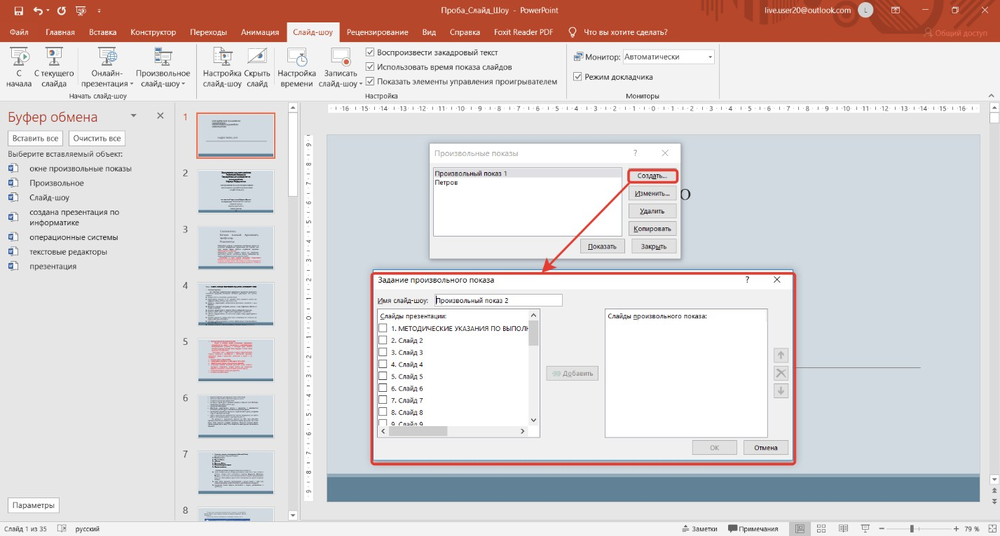 Проба_Слайд_Шоу - PowerPoint
live.user20@outlook.com
L
Файл Главная Вставка Конструктор Переходы Анимация Слайд-шоу Рецензирование Вид Справка Foxit Reader PDF Что вы хотите сделать? Общий доступ
С начала
С текущего слайда
Онлайн-презентация
Произвольное слайд-шоу
Начать слайд-шоу
Настройка слайд-шоу
Скрыть слайд
Настройка времени
Записать слайд-шоу
Воспроизвести закадровый текст
Использовать время показа слайдов
Показать элементы управления проигрывателем
Настройка
Монитор: Автоматически
Режим докладчика
Мониторы
Буфер обмена
Вставить все Очистить все
Выберите вставляемый объект:
окне произвольные показы
Произвольное
Слайд-шоу
создана презентация по
информатике
операционные системы
текстовые редакторы
презентация
Параметры
1
2
3
4
5
6
7
8
Произвольные показы ?
Произвольный показ 1
Петров
Создать...
Изменить...
Удалить
Копировать
Показать Закрыть
О
Задание произвольного показа ?
Имя слайд-шоу: Произвольный показ 2
Слайды презентации:
1. МЕТОДИЧЕСКИЕ УКАЗАНИЯ ПО ВЫПОЛН
2. Слайд 2
3. Слайд 3
4. Слайд 4
5. Слайд 5
6. Слайд 6
7. Слайд 7
8. Слайд 8
9. Слайд 9
Добавить
Слайды произвольного показа:
ОК Отмена
Слайд 1 из 35 русский Заметки Примечания 79 %